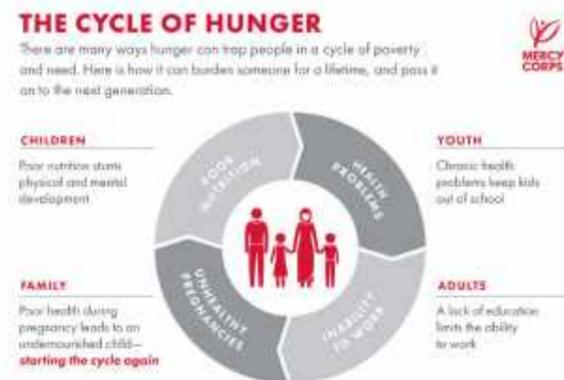 THE CYCLE OF HUNGER
There are many ways hunger can trap people in a cycle of poverty
and need. Here is how it can burden someone for a lifetime, and pass it
on to the next generation.
MERCY
CORPS
CHILDREN
Poor nutrition stunts
physical and mental
development
POOR
NUTRITION
HEALTH
PROBLEMS
YOUTH
Chronic health
problems keep kids
out of school
FAMILY
Poor health during
pregnancy leads to an
undernourished child—
starting the cycle again
UNHEALTHY
PREGNANCIES
INABILITY
TO WORK
ADULTS
A lack of education
limits the ability
to work